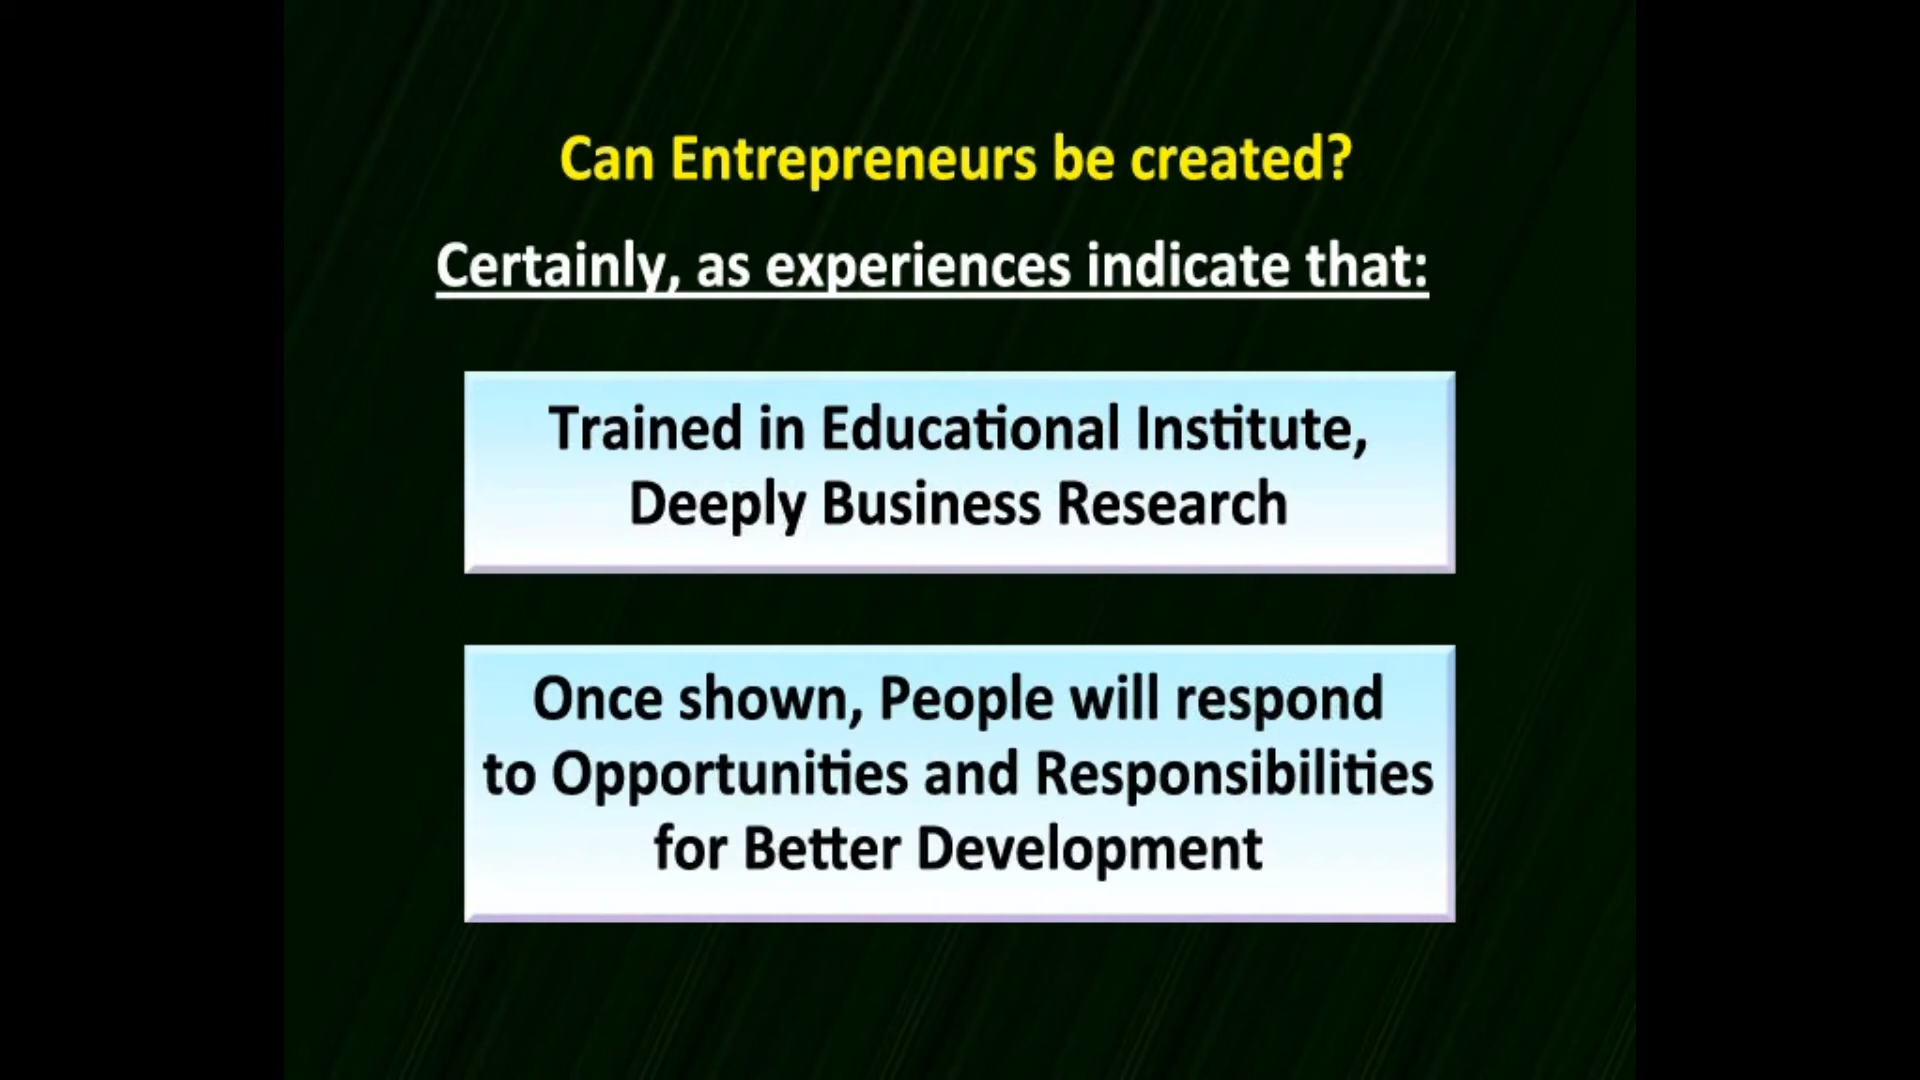 Can Entrepreneurs be created?
Certainly, as experiences indicate that:
Trained in Educational Institute,
Deeply Business Research
Once shown, People will respond
to Opportunities and Responsibilities
for Better Development